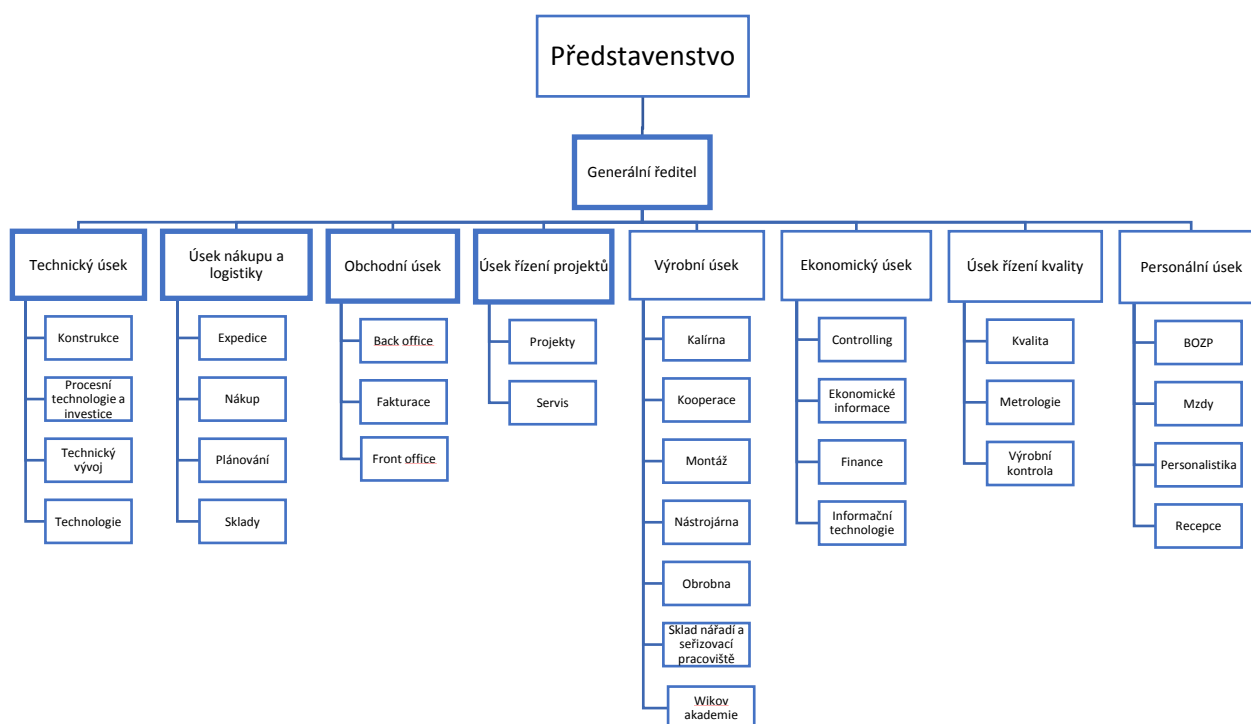 Představenstvo
Generální ředitel
Technický úsek
Konstrukce
Procesní
technologie a
investice
Technický
vývoj
Technologie
Úsek nákupu a
logistiky
Expedice
Nákup
Plánování
Sklady
Obchodní úsek
Back office
Fakturace
Front office
Úsek řízení projektů
Projekty
Servis
Výrobní úsek
Kalírna
Kooperace
Montáž
Nástrojárna
Obrobna
Sklad nářadí a
seřizovací
pracoviště
Wikov
akademie
Ekonomický úsek
Controlling
Ekonomické
informace
Finance
Informační
technologie
Úsek řízení kvality
Kvalita
Metrologie
Výrobní
kontrola
Personální úsek
BOZP
Mzdy
Personalistika
Recepce